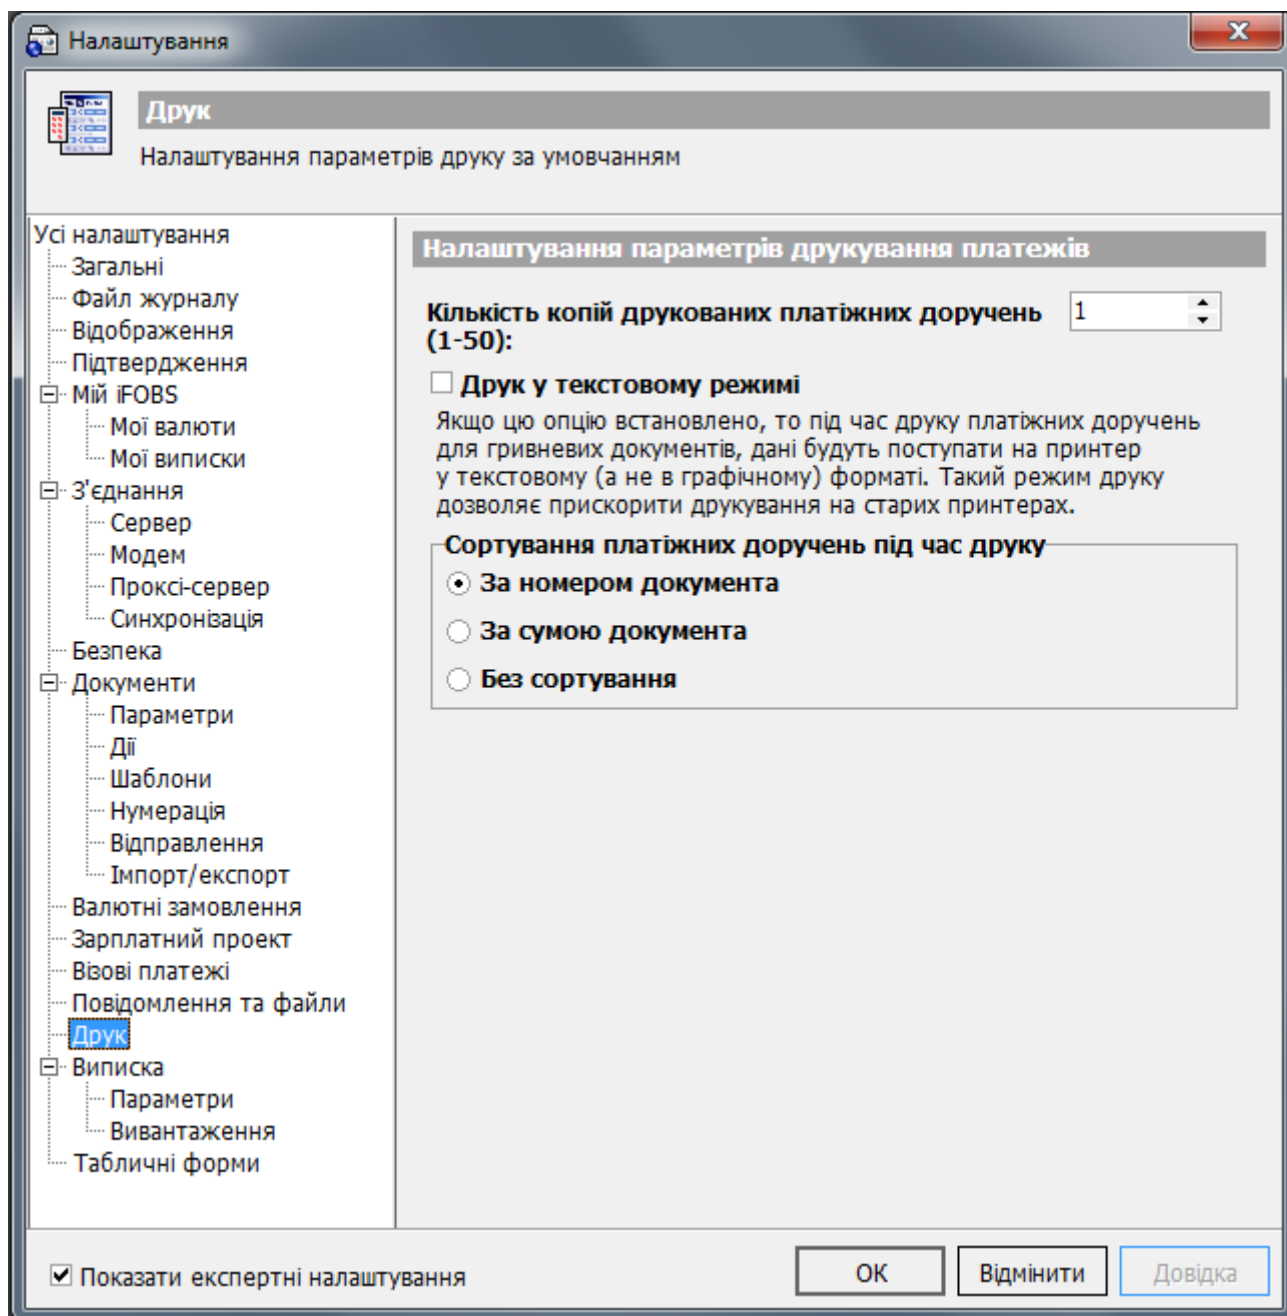 Налаштування
Друк
Налаштування параметрів друку за умовчанням
Усі налаштування
Загальні
Файл журналу
Відображення
Підтвердження
Мій iFOBS
Мої валюти
Мої виписки
З'єднання
Сервер
Модем
Проксі-сервер
Синхронізація
Безпека
Документи
Параметри
Дії
Шаблони
Нумерація
Відправлення
Імпорт/експорт
Валютні замовлення
Зарплатний проект
Візові платежі
Повідомлення та файли
Друк
Виписка
Параметри
Вивантаження
Табличні форми
Налаштування параметрів друкування платежів
Кількість копій друкованих платіжних доручень
(1-50):
1
Друк у текстовому режимі
Якщо цю опцію встановлено, то під час друку платіжних доручень
для гривневих документів, дані будуть поступати на принтер
у текстовому (а не в графічному) форматі. Такий режим друку
дозволяє прискорити друкування на старих принтерах.
Сортування платіжних доручень під час друку
За номером документа
За сумою документа
Без сортування
Показати експертні налаштування
ОК
Відмінити
Довідка